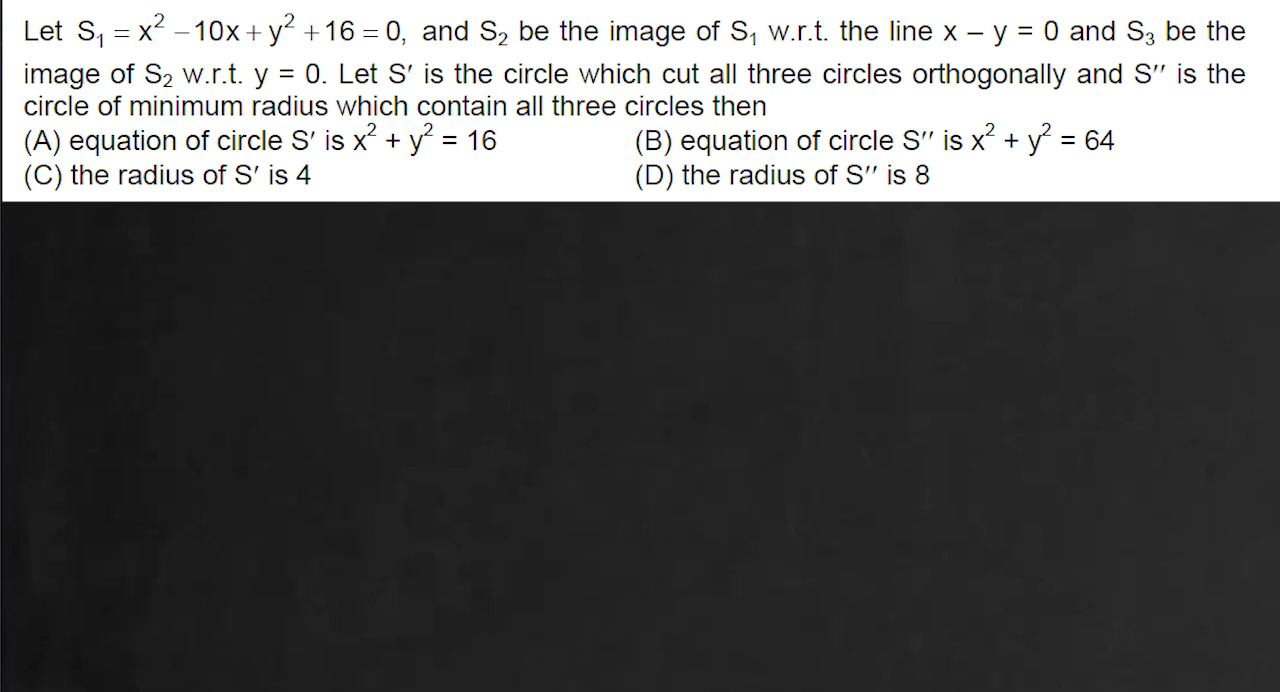 Let S₁ = x² – 10x + y² + 16 = 0, and S₂ be the image of S₁ w.r.t. the line x – y = 0 and S₃ be the
image of S₂ w.r.t. y = 0. Let S′ is the circle which cut all three circles orthogonally and S′′ is the
circle of minimum radius which contain all three circles then
(A) equation of circle S′ is x² + y² = 16 (B) equation of circle S′′ is x² + y² = 64
(C) the radius of S′ is 4 (D) the radius of S′′ is 8